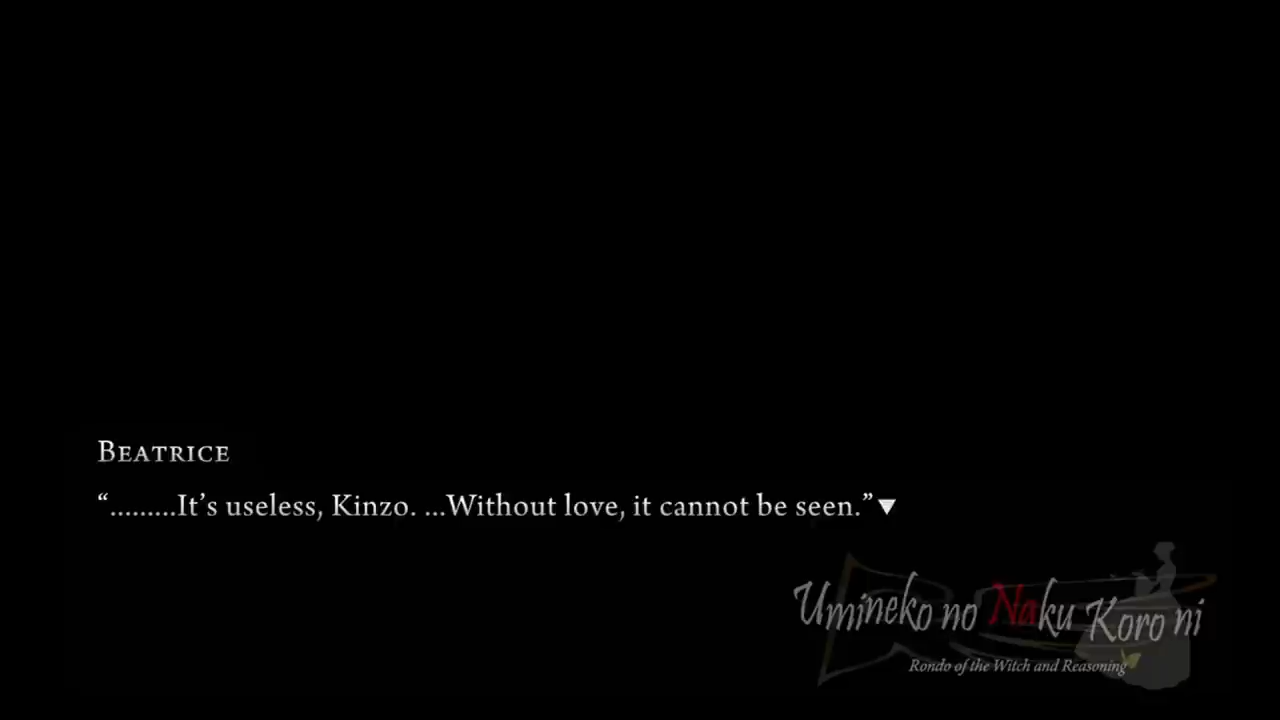 BEATRICE
“.........It’s useless, Kinzo. ...Without love, it cannot be seen.”▼
Umineko no Naku Koro ni
Rondo of the Witch and Reasoning